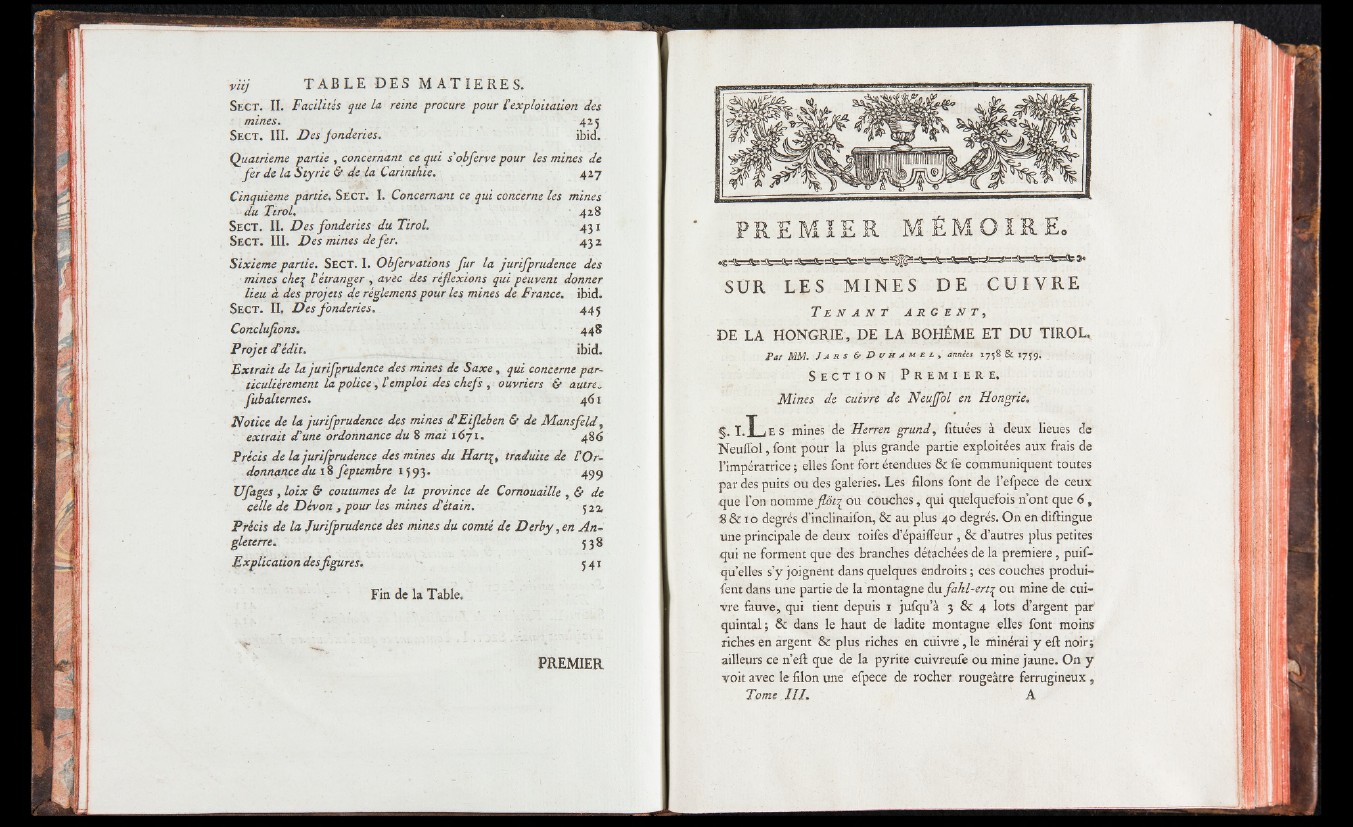 viij TABLE DES MATIERES.
SECT. II. Facilités que la reine procure pour l'exploitation des
mines. 425
SECT. III. Des fonderies. ibid.
Quatrieme partie , concernant ce qui s'obſerve pour les mines de
fer de la Styrie & de la Carinthie. 427
Cinquieme partie. SECT. I. Concernant ce qui concerne les mines
du Tirol. 428
SECT. II. Des fonderies du Tirol. 431
SECT. III. Des mines de fer. 432
Sixieme partie. SECT. I. Obſervations ſur la juriſprudence des
mines chez l'étranger , avec des réflexions qui peuvent donner
lieu à des projets de réglemens pour les mines de France. ibid.
SECT. II. Des fonderies. 445
Concluſions. 448
Projet d'édit. ibid.
Extrait de la juriſprudence des mines de Saxe , qui concerne par-
ticuliérement la police , l'emploi des chefs , ouvriers & autre.
ſubalternes. 461
Notice de la juriſprudence des mines d'Eiſleben & de Mansfeld ,
extrait d'une ordonnance du 8 mai 1671. 486
Précis de la juriſprudence des mines du Hartz, traduite de l'Or-
donnance du 18 ſeptembre 1593. 499
Uſages , loix & coutumes de la province de Cornouaille , & de
celle de Dévon , pour les mines d'étain. 522
Précis de la Juriſprudence des mines du comté de Derby , en An-
gleterre. 538
Explication des figures. 541
Fin de la Table.
PREMIER
PREMIER MÉMOIRE.
SUR LES MINES DE CUIVRE
TENANT ARGENT,
DE LA HONGRIE, DE LA BOHÊME ET DU TIROL.
Par MM. JARS & DUHAMEL, années 1758 & 1759.
SECTION PREMIERE.
Mines de cuivre de Neuſſol en Hongrie.
§. I. LES mines de Herren grund, ſituées à deux lieues de
Neuſſol , ſont pour la plus grande partie exploitées aux frais de
l'impératrice ; elles ſont fort étendues & ſe communiquent toutes
par des puits ou des galeries. Les filons ſont de l'eſpece de ceux
que l'on nomme flötz ou couches , qui quelquefois n'ont que 6 ,
8 & 10 degrés d'inclinaiſon, & au plus 40 degrés. On en diſtingue
une principale de deux toiſes d'épaiſſeur , & d'autres plus petites
qui ne forment que des branches détachées de la premiere , puiſ-
qu'elles s'y joignent dans quelques endroits ; ces couches produi-
ſent dans une partie de la montagne du fahl-ertz ou mine de cui-
vre fauve, qui tient depuis 1 juſqu'à 3 & 4 lots d'argent par
quintal ; & dans le haut de ladite montagne elles ſont moins
riches en argent & plus riches en cuivre , le minérai y eſt noir ;
ailleurs ce n'eſt que de la pyrite cuivreuſe ou mine jaune. On y
voit avec le filon une eſpece de rocher rougeâtre ferrugineux ,
Tome III. A